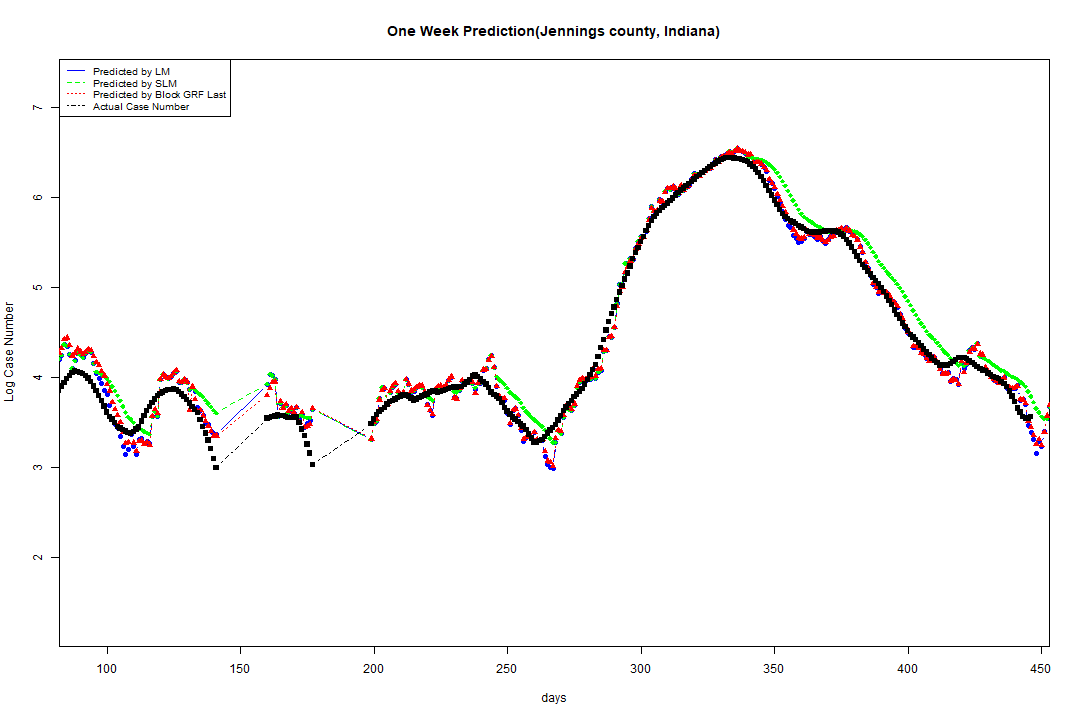 One Week Prediction(Jennings county, Indiana)
Predicted by LM
Predicted by SLM
Predicted by Block GRF Last
Actual Case Number
7
6
5
4
3
2
Log Case Number
100 150 200 250 300 350 400 450
days